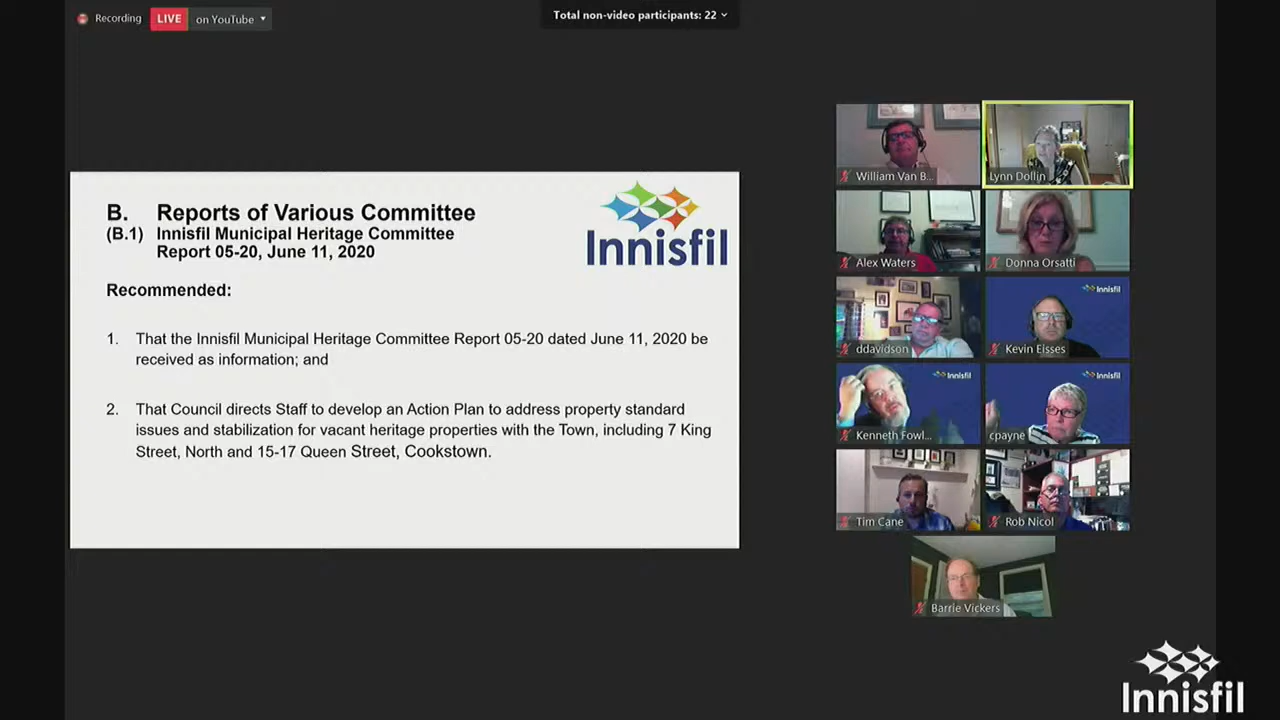 Recording
LIVE
on YouTube
Total non-video participants: 22
B. Reports of Various Committee
(B.1) Innisfil Municipal Heritage Committee
Report 05-20, June 11, 2020
Innisfil
Recommended:
1. That the Innisfil Municipal Heritage Committee Report 05-20 dated June 11, 2020 be
received as information; and
2. That Council directs Staff to develop an Action Plan to address property standard
issues and stabilization for vacant heritage properties with the Town, including 7 King
Street, North and 15-17 Queen Street, Cookstown.
William Van B...
Lynn Dollin
Alex Waters
Donna Orsatti
ddavidson
Innisfil
Kevin Eisses
Innisfil
Kenneth Fowl...
Innisfil
cpayne
Tim Cane
Rob Nicol
Barrie Vickers
Innisfil